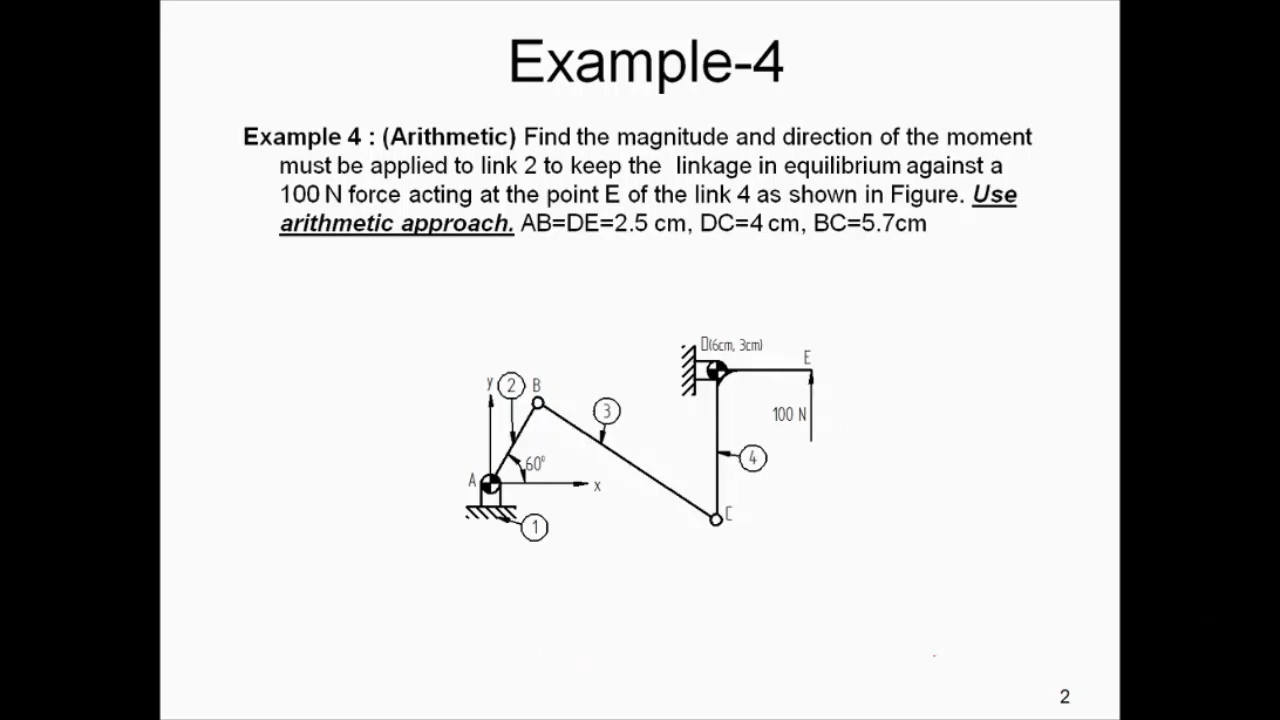 Example-4
Example 4 : (Arithmetic) Find the magnitude and direction of the moment
must be applied to link 2 to keep the linkage in equilibrium against a
100 N force acting at the point E of the link 4 as shown in Figure. Use
arithmetic approach. AB=DE=2.5 cm, DC=4 cm, BC=5.7cm
D(6cm, 3cm)
E
y
2
B
3
100 N
60°
4
A
x
C
1
2